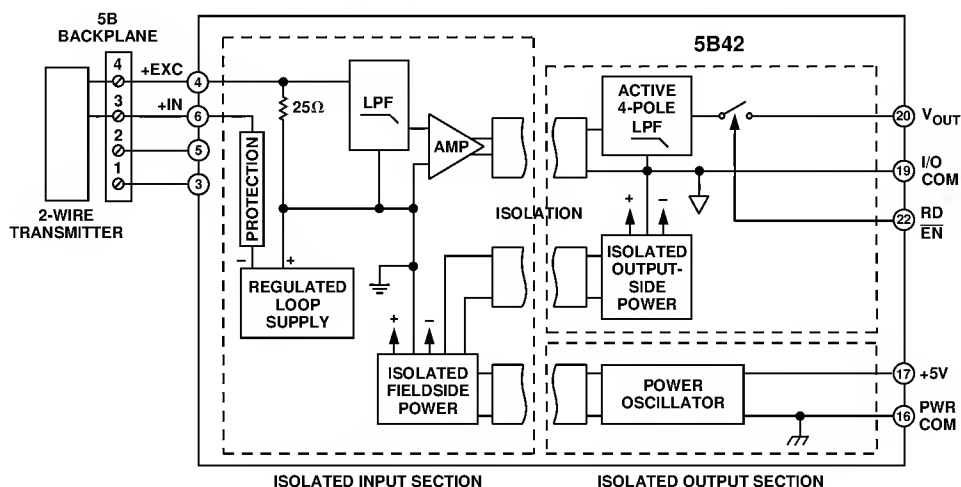 5B
BACKPLANE
5B42
4
+EXC
4
3
+IN
6
2
5
1
3
2-WIRE
TRANSMITTER
PROTECTION
25Ω
LPF
AMP
ISOLATION
ACTIVE
4-POLE
LPF
20
VOUT
19
I/O
COM
22
RD
EN
-
+
REGULATED
LOOP
SUPPLY
+
-
ISOLATED
FIELDSIDE
POWER
+
-
ISOLATED
OUTPUT-
SIDE
POWER
POWER
OSCILLATOR
17
+5V
16
PWR
COM
ISOLATED INPUT SECTION
ISOLATED OUTPUT SECTION